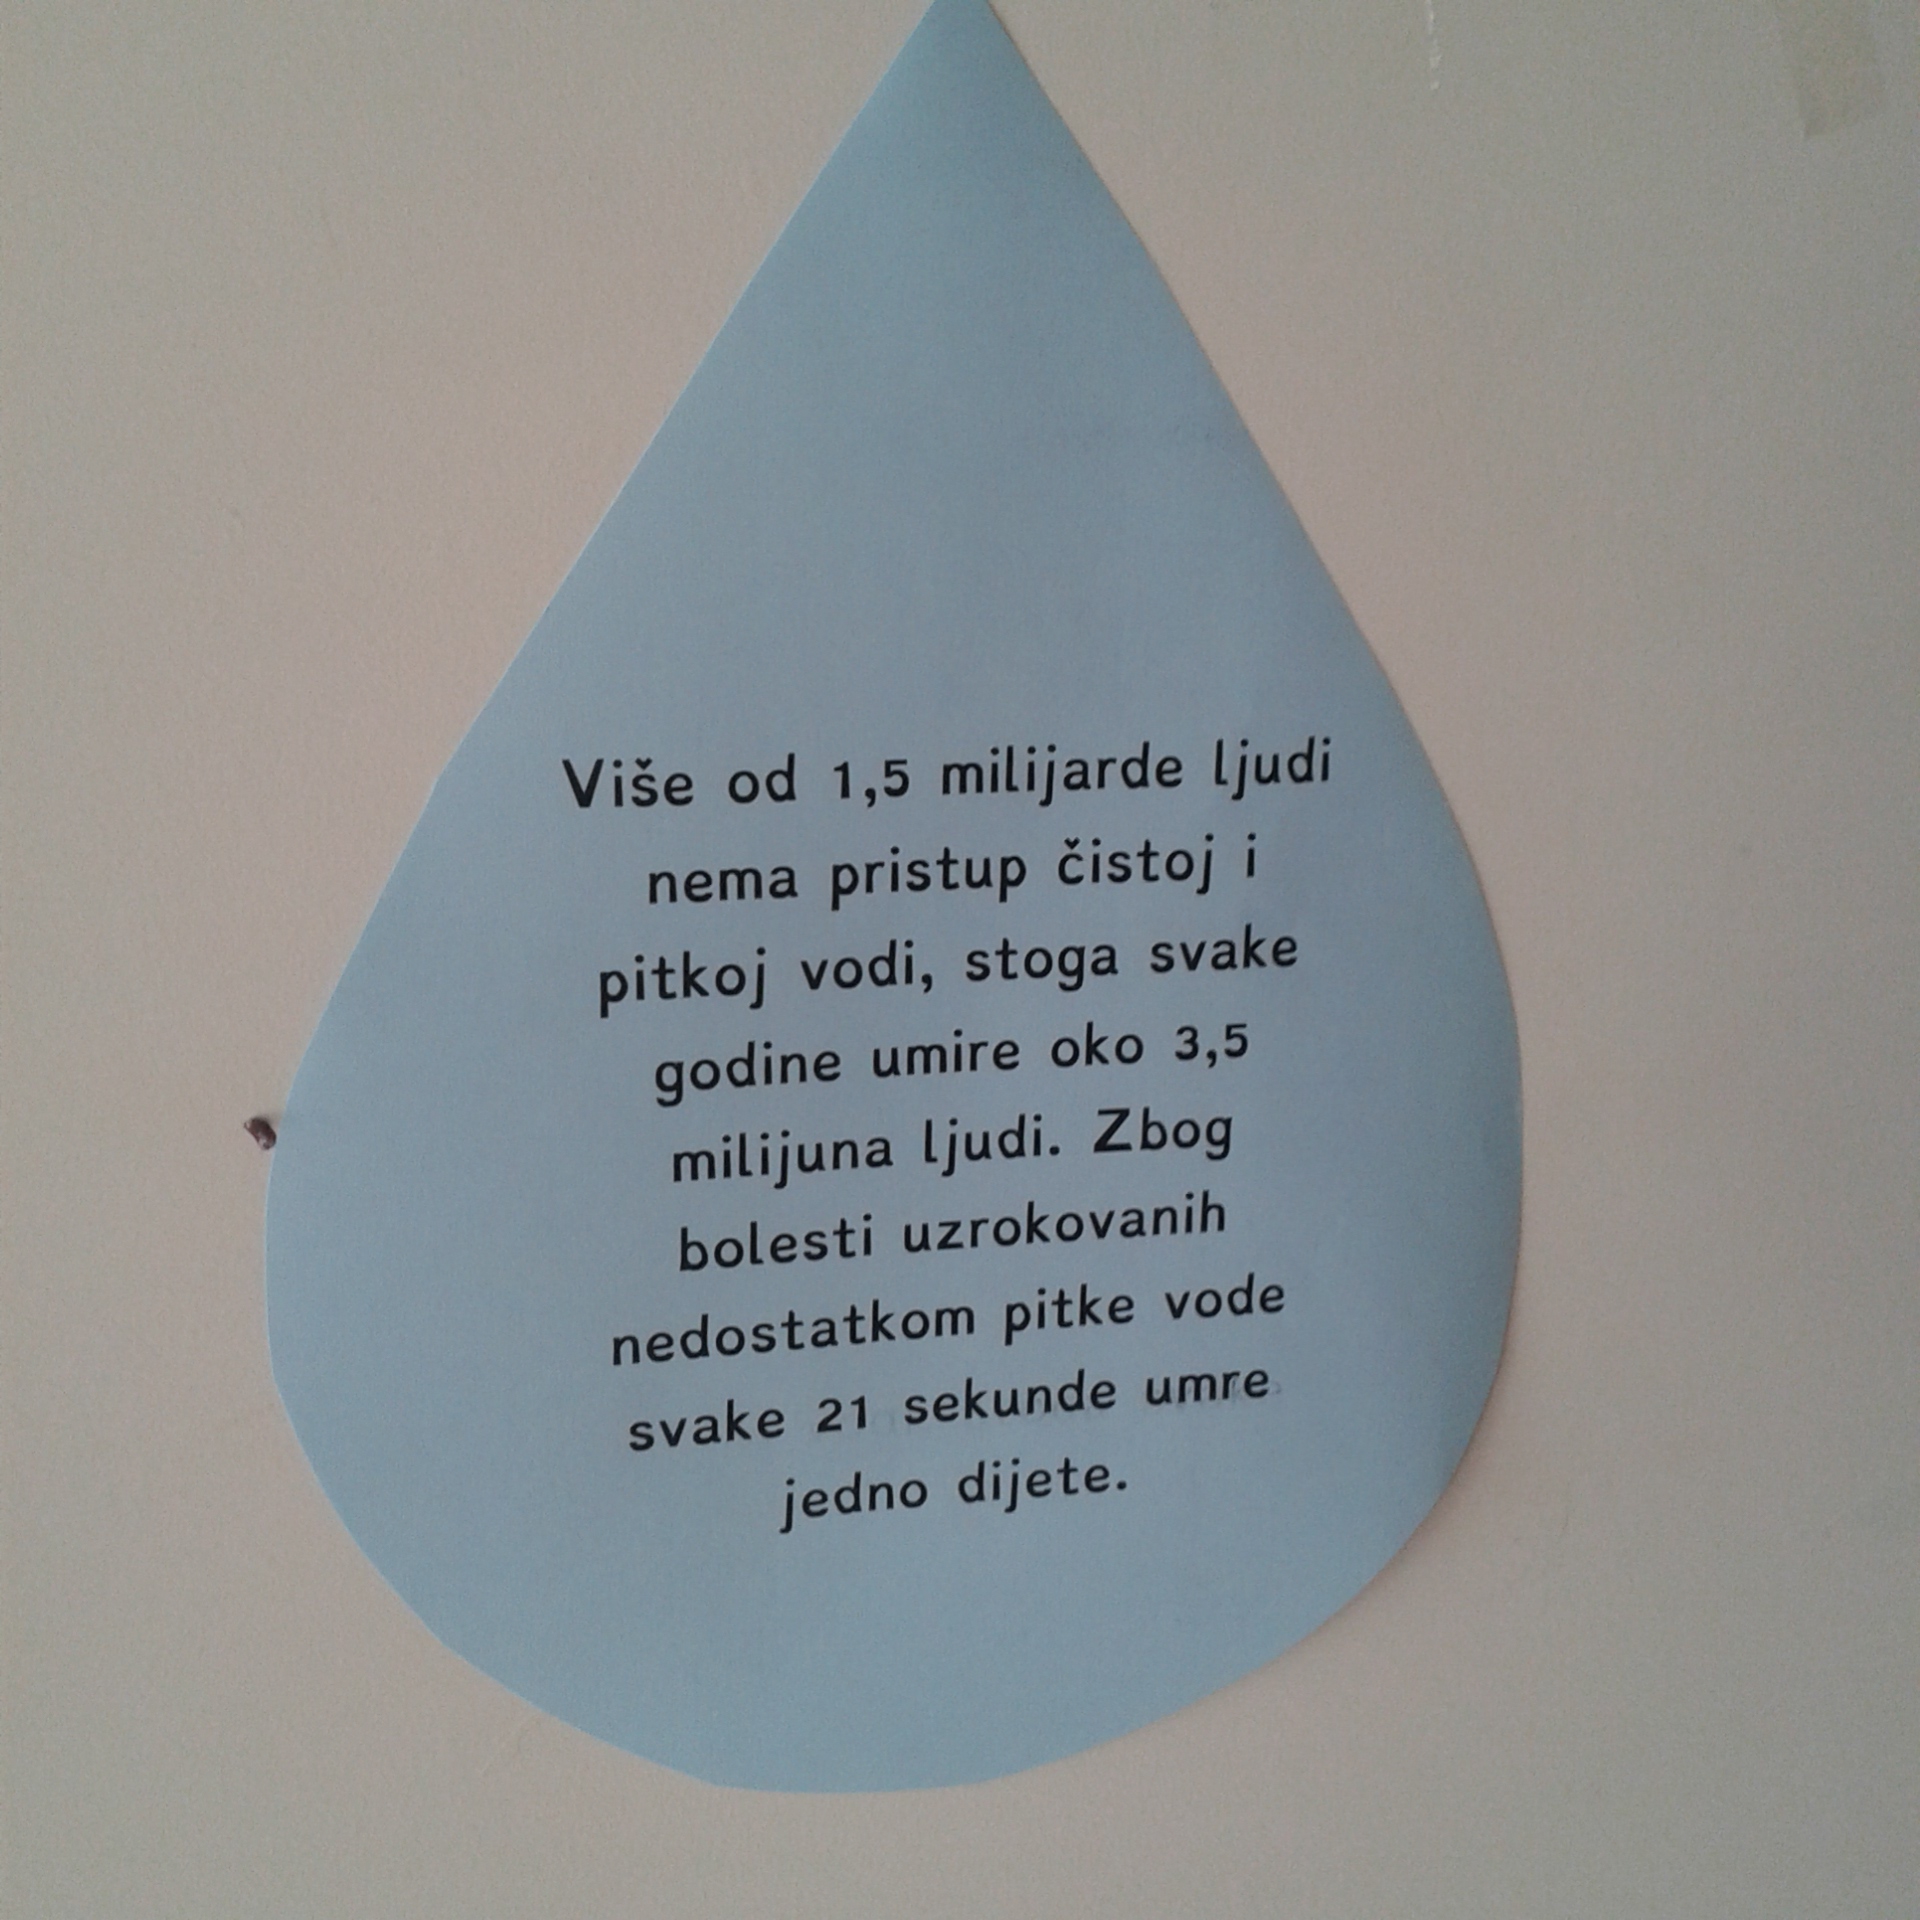 Više od 1,5 milijarde ljudi
nema pristup čistoj i
pitkoj vodi, stoga svake
godine umire oko 3,5
milijuna ljudi. Zbog
bolesti uzrokovanih
nedostatkom pitke vode
svake 21 sekunde umre
jedno dijete.